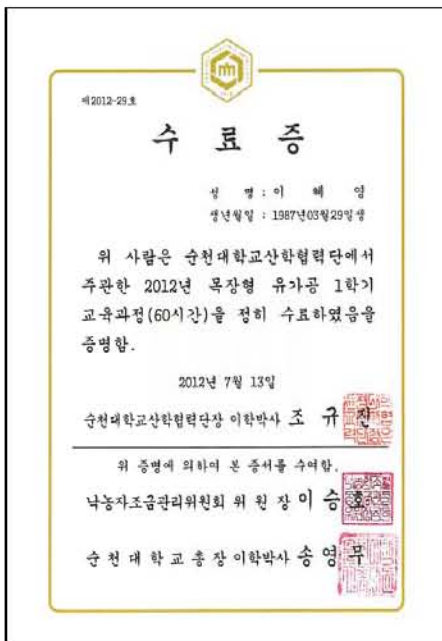 제2012-29호
수 료 증
성 명 : 이 혜 영
생년월일 : 1987년03월29일생
위 사람은 순천대학교산학협력단에서
주관한 2012년 목장형 유가공 1학기
교육과정(60시간)을 정히 수료하였음을
증명함.
2012년 7월 13일
순천대학교산학협력단장 이학박사 조 규 진
위 증명에 의하여 본 증서를 수여함.
낙농자조금관리위원회 위 원 장 이 승 호
순 천 대 학 교 총 장 이학박사 송 영 무